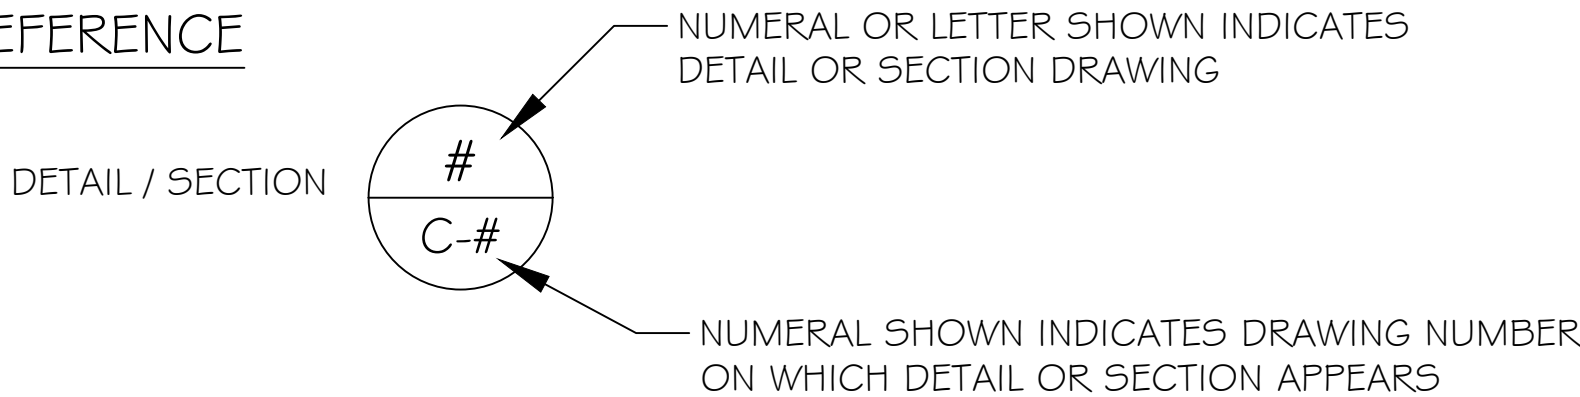 EFERENCE
NUMERAL OR LETTER SHOWN INDICATES
DETAIL OR SECTION DRAWING
#
DETAIL / SECTION
C-#
NUMERAL SHOWN INDICATES DRAWING NUMBER
ON WHICH DETAIL OR SECTION APPEARS